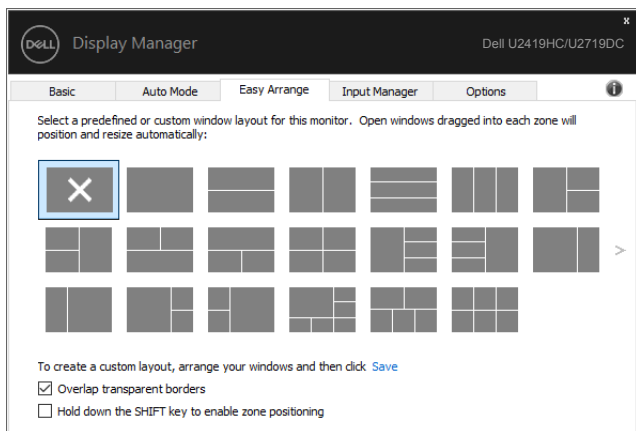 x
DELL Display Manager Dell U2419HC/U2719DC
Basic Auto Mode Easy Arrange Input Manager Options i
Select a predefined or custom window layout for this monitor. Open windows dragged into each zone will
position and resize automatically:
>
To create a custom layout, arrange your windows and then click Save
Overlap transparent borders
Hold down the SHIFT key to enable zone positioning